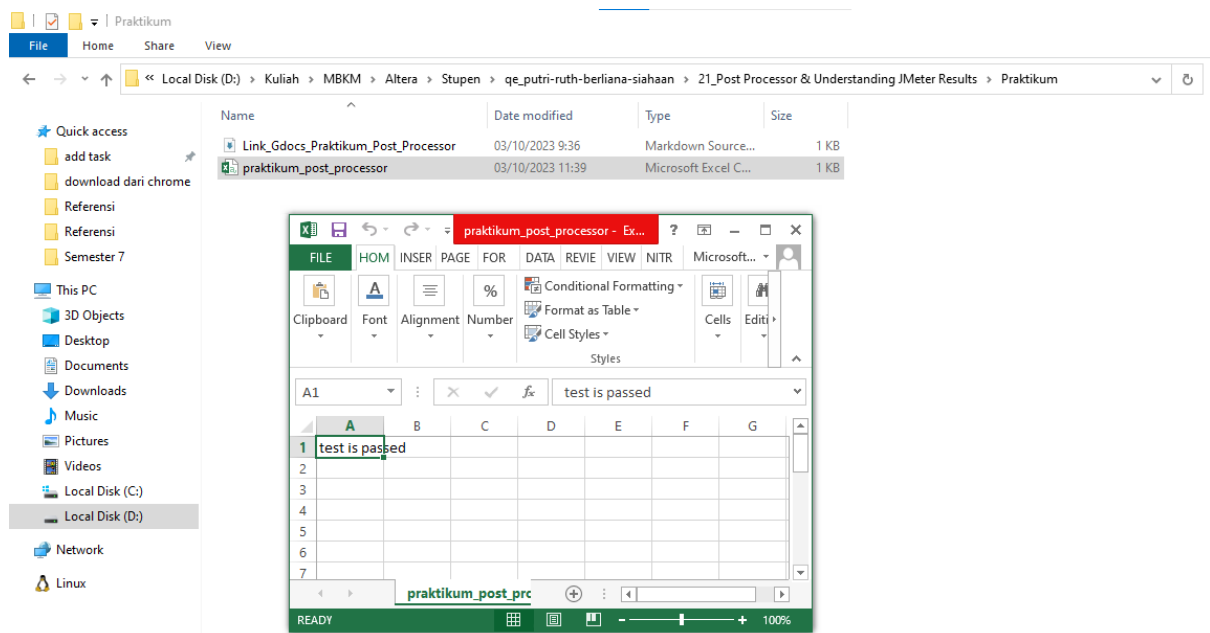 Praktikum
File Home Share View
« Local Disk (D:) > Kuliah > MBKM > Altera > Stupen > qe_putri-ruth-berliana-siahaan > 21_Post Processor & Understanding JMeter Results > Praktikum
Name Date modified Type Size
Quick access
add task
download dari chrome
Referensi
Referensi
Semester 7
This PC
3D Objects
Desktop
Documents
Downloads
Music
Pictures
Videos
Local Disk (C:)
Local Disk (D:)
Network
Linux
Link_Gdocs_Praktikum_Post_Processor 03/10/2023 9:36 Markdown Source... 1 KB
praktikum_post_processor 03/10/2023 11:39 Microsoft Excel C... 1 KB
praktikum_post_processor - Ex... ?
FILE HOM INSER PAGE FOR DATA REVIE VIEW NITR Microsoft...
Clipboard Font Alignment Number
%
Conditional Formatting
Format as Table
Cell Styles
Styles
Cells Editi
A1 fx test is passed
A B C D E F G
1 test is passed
2
3
4
5
6
7
praktikum_post_prc
READY - + 100%